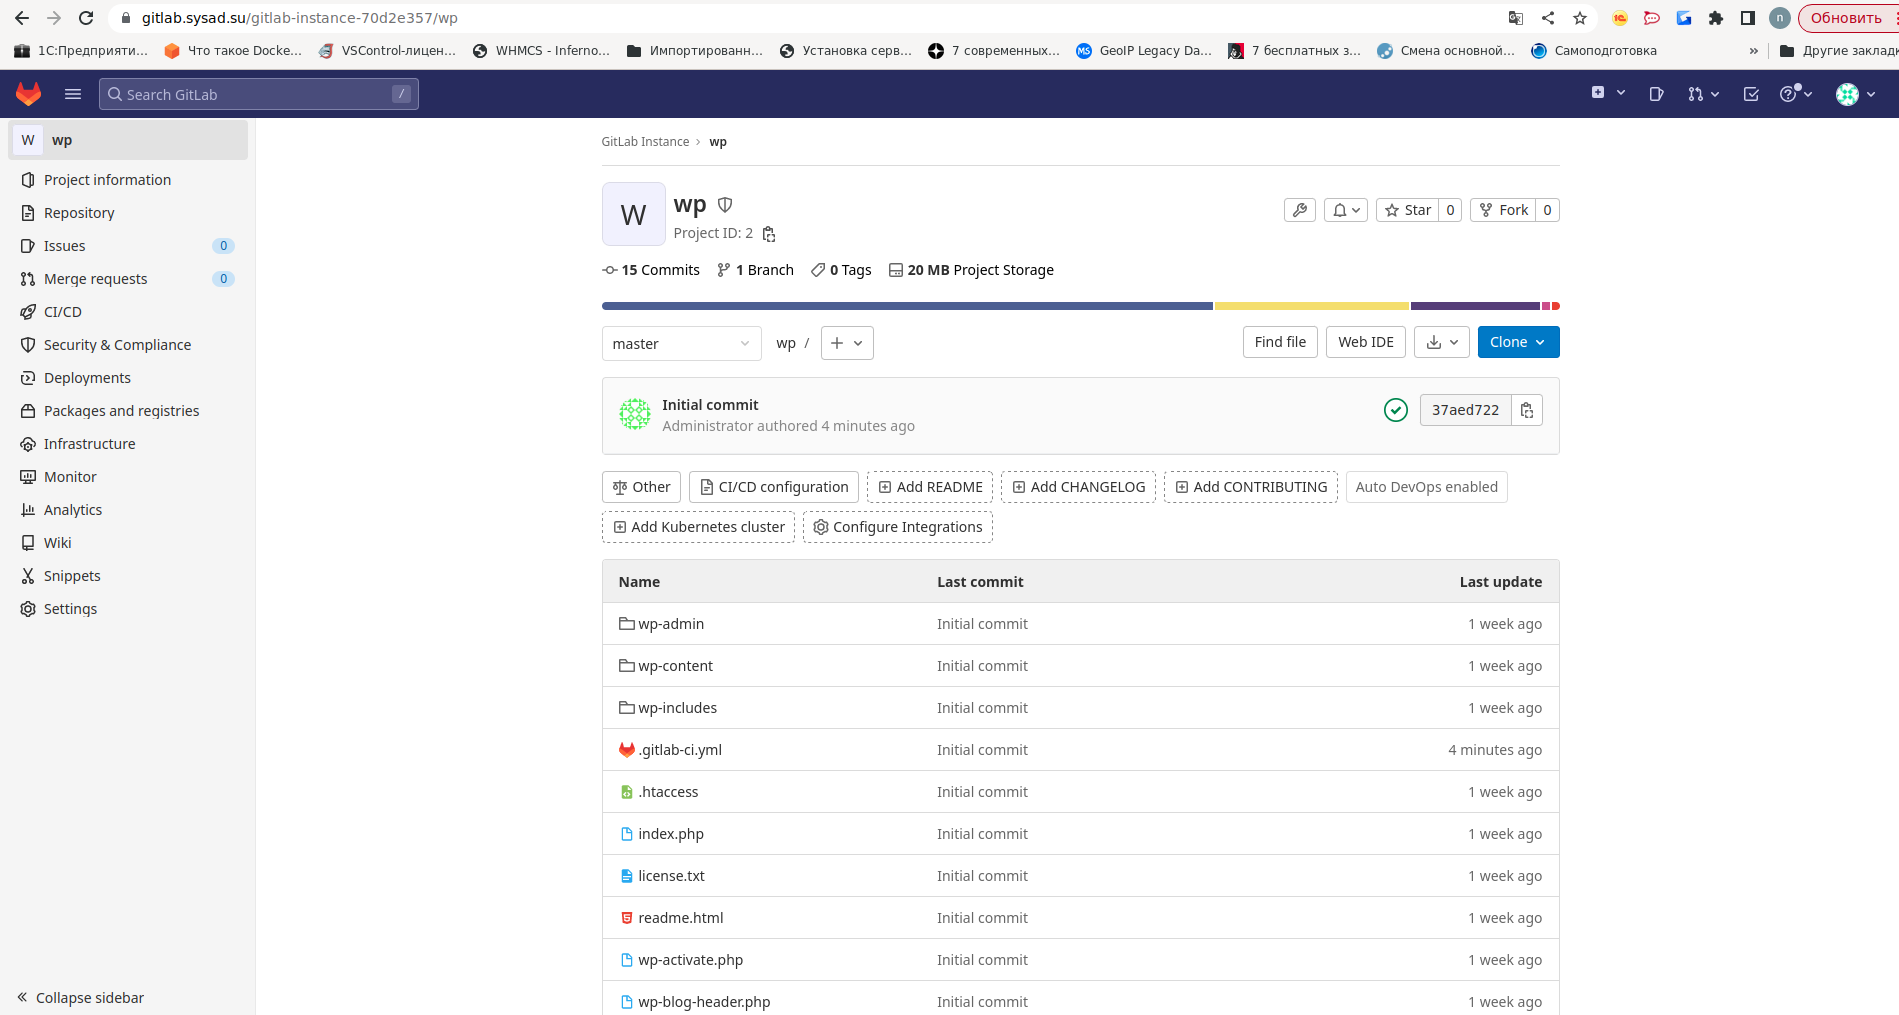 gitlab.sysad.su/gitlab-instance-70d2e357/wp
n
Обновить
1С:Предприяти...
Что такое Docke...
VSControl-лицен...
WHMCS - Inferno...
Импортированн...
Установка серв...
7 современных...
MS
GeoIP Legacy Da...
7 бесплатных з...
Смена основной...
Самоподготовка
»
Другие заклад
Search GitLab
/
W
wp
Project information
Repository
Issues
0
Merge requests
0
CI/CD
Security & Compliance
Deployments
Packages and registries
Infrastructure
Monitor
Analytics
Wiki
Snippets
Settings
« Collapse sidebar
GitLab Instance > wp
W
wp
Project ID: 2
Star
0
Fork
0
15 Commits
1 Branch
0 Tags
20 MB Project Storage
master
wp /
+
Find file
Web IDE
Clone
Initial commit
Administrator authored 4 minutes ago
37aed722
Other
CI/CD configuration
Add README
Add CHANGELOG
Add CONTRIBUTING
Auto DevOps enabled
Add Kubernetes cluster
Configure Integrations
Name Last commit Last update
wp-admin Initial commit 1 week ago
wp-content Initial commit 1 week ago
wp-includes Initial commit 1 week ago
.gitlab-ci.yml Initial commit 4 minutes ago
.htaccess Initial commit 1 week ago
index.php Initial commit 1 week ago
license.txt Initial commit 1 week ago
readme.html Initial commit 1 week ago
wp-activate.php Initial commit 1 week ago
wp-blog-header.php Initial commit 1 week ago